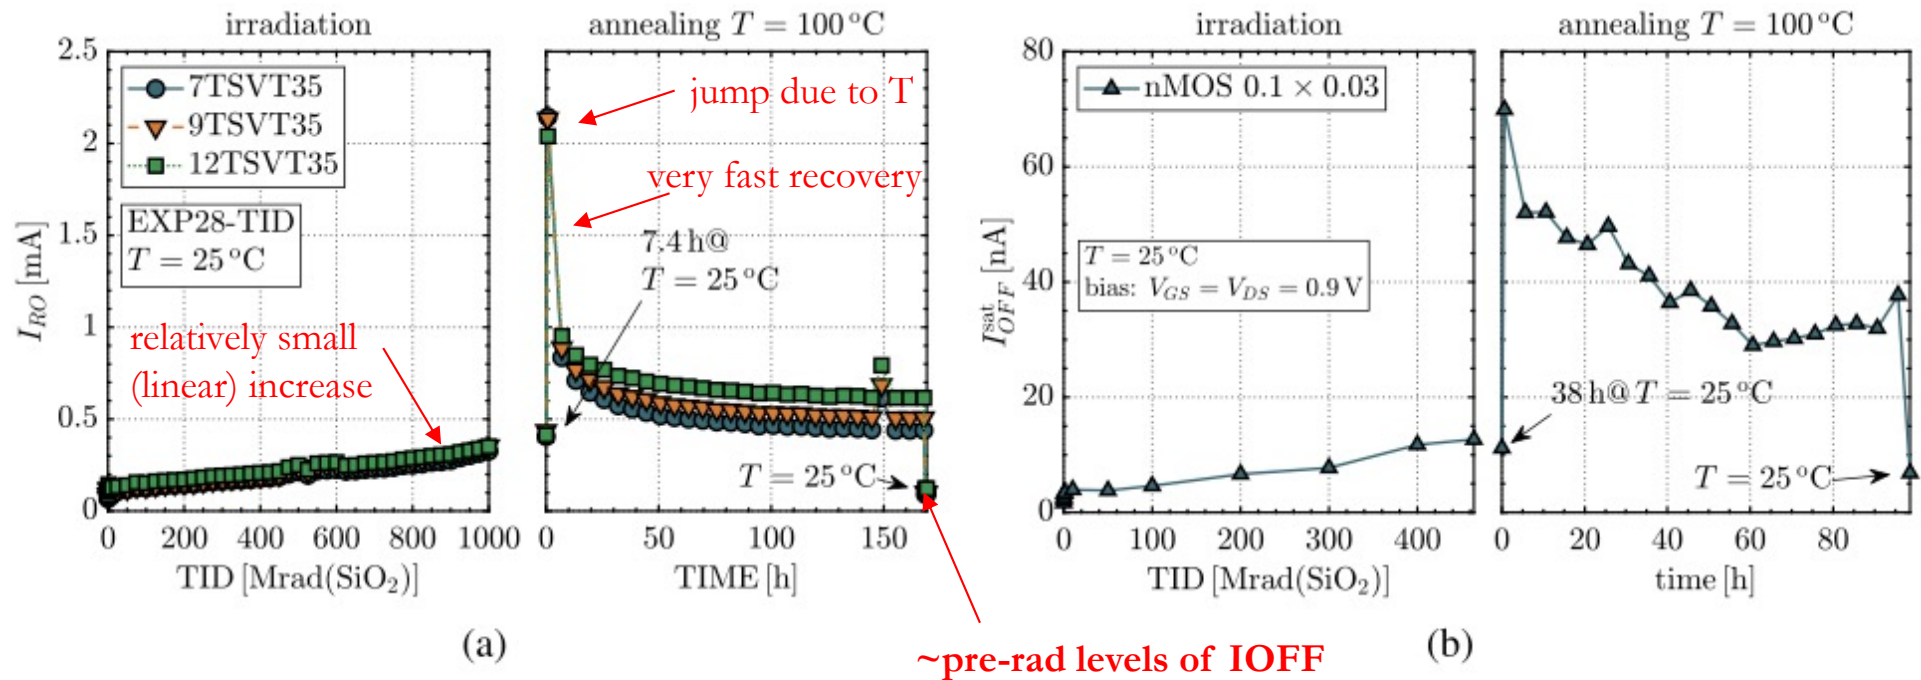 irradiation
annealing T = 100 °C
2.5
2
1.5
1
0.5
0
I_RO [mA]
7TSVT35
9TSVT35
12TSVT35
EXP28-TID
T = 25 °C
relatively small
(linear) increase
0 200 400 600 800 1000
TID [Mrad(SiO₂)]
jump due to T
very fast recovery
7.4 h@
T = 25 °C
T = 25 °C
0 50 100 150
TIME [h]
(a)
~pre-rad levels of IOFF
irradiation
annealing T = 100 °C
80
60
40
20
0
I_OFF^sat [nA]
nMOS 0.1 × 0.03
T = 25 °C
bias: V_GS = V_DS = 0.9 V
0 100 200 300 400
TID [Mrad(SiO₂)]
38 h@ T = 25 °C
T = 25 °C
0 20 40 60 80
time [h]
(b)